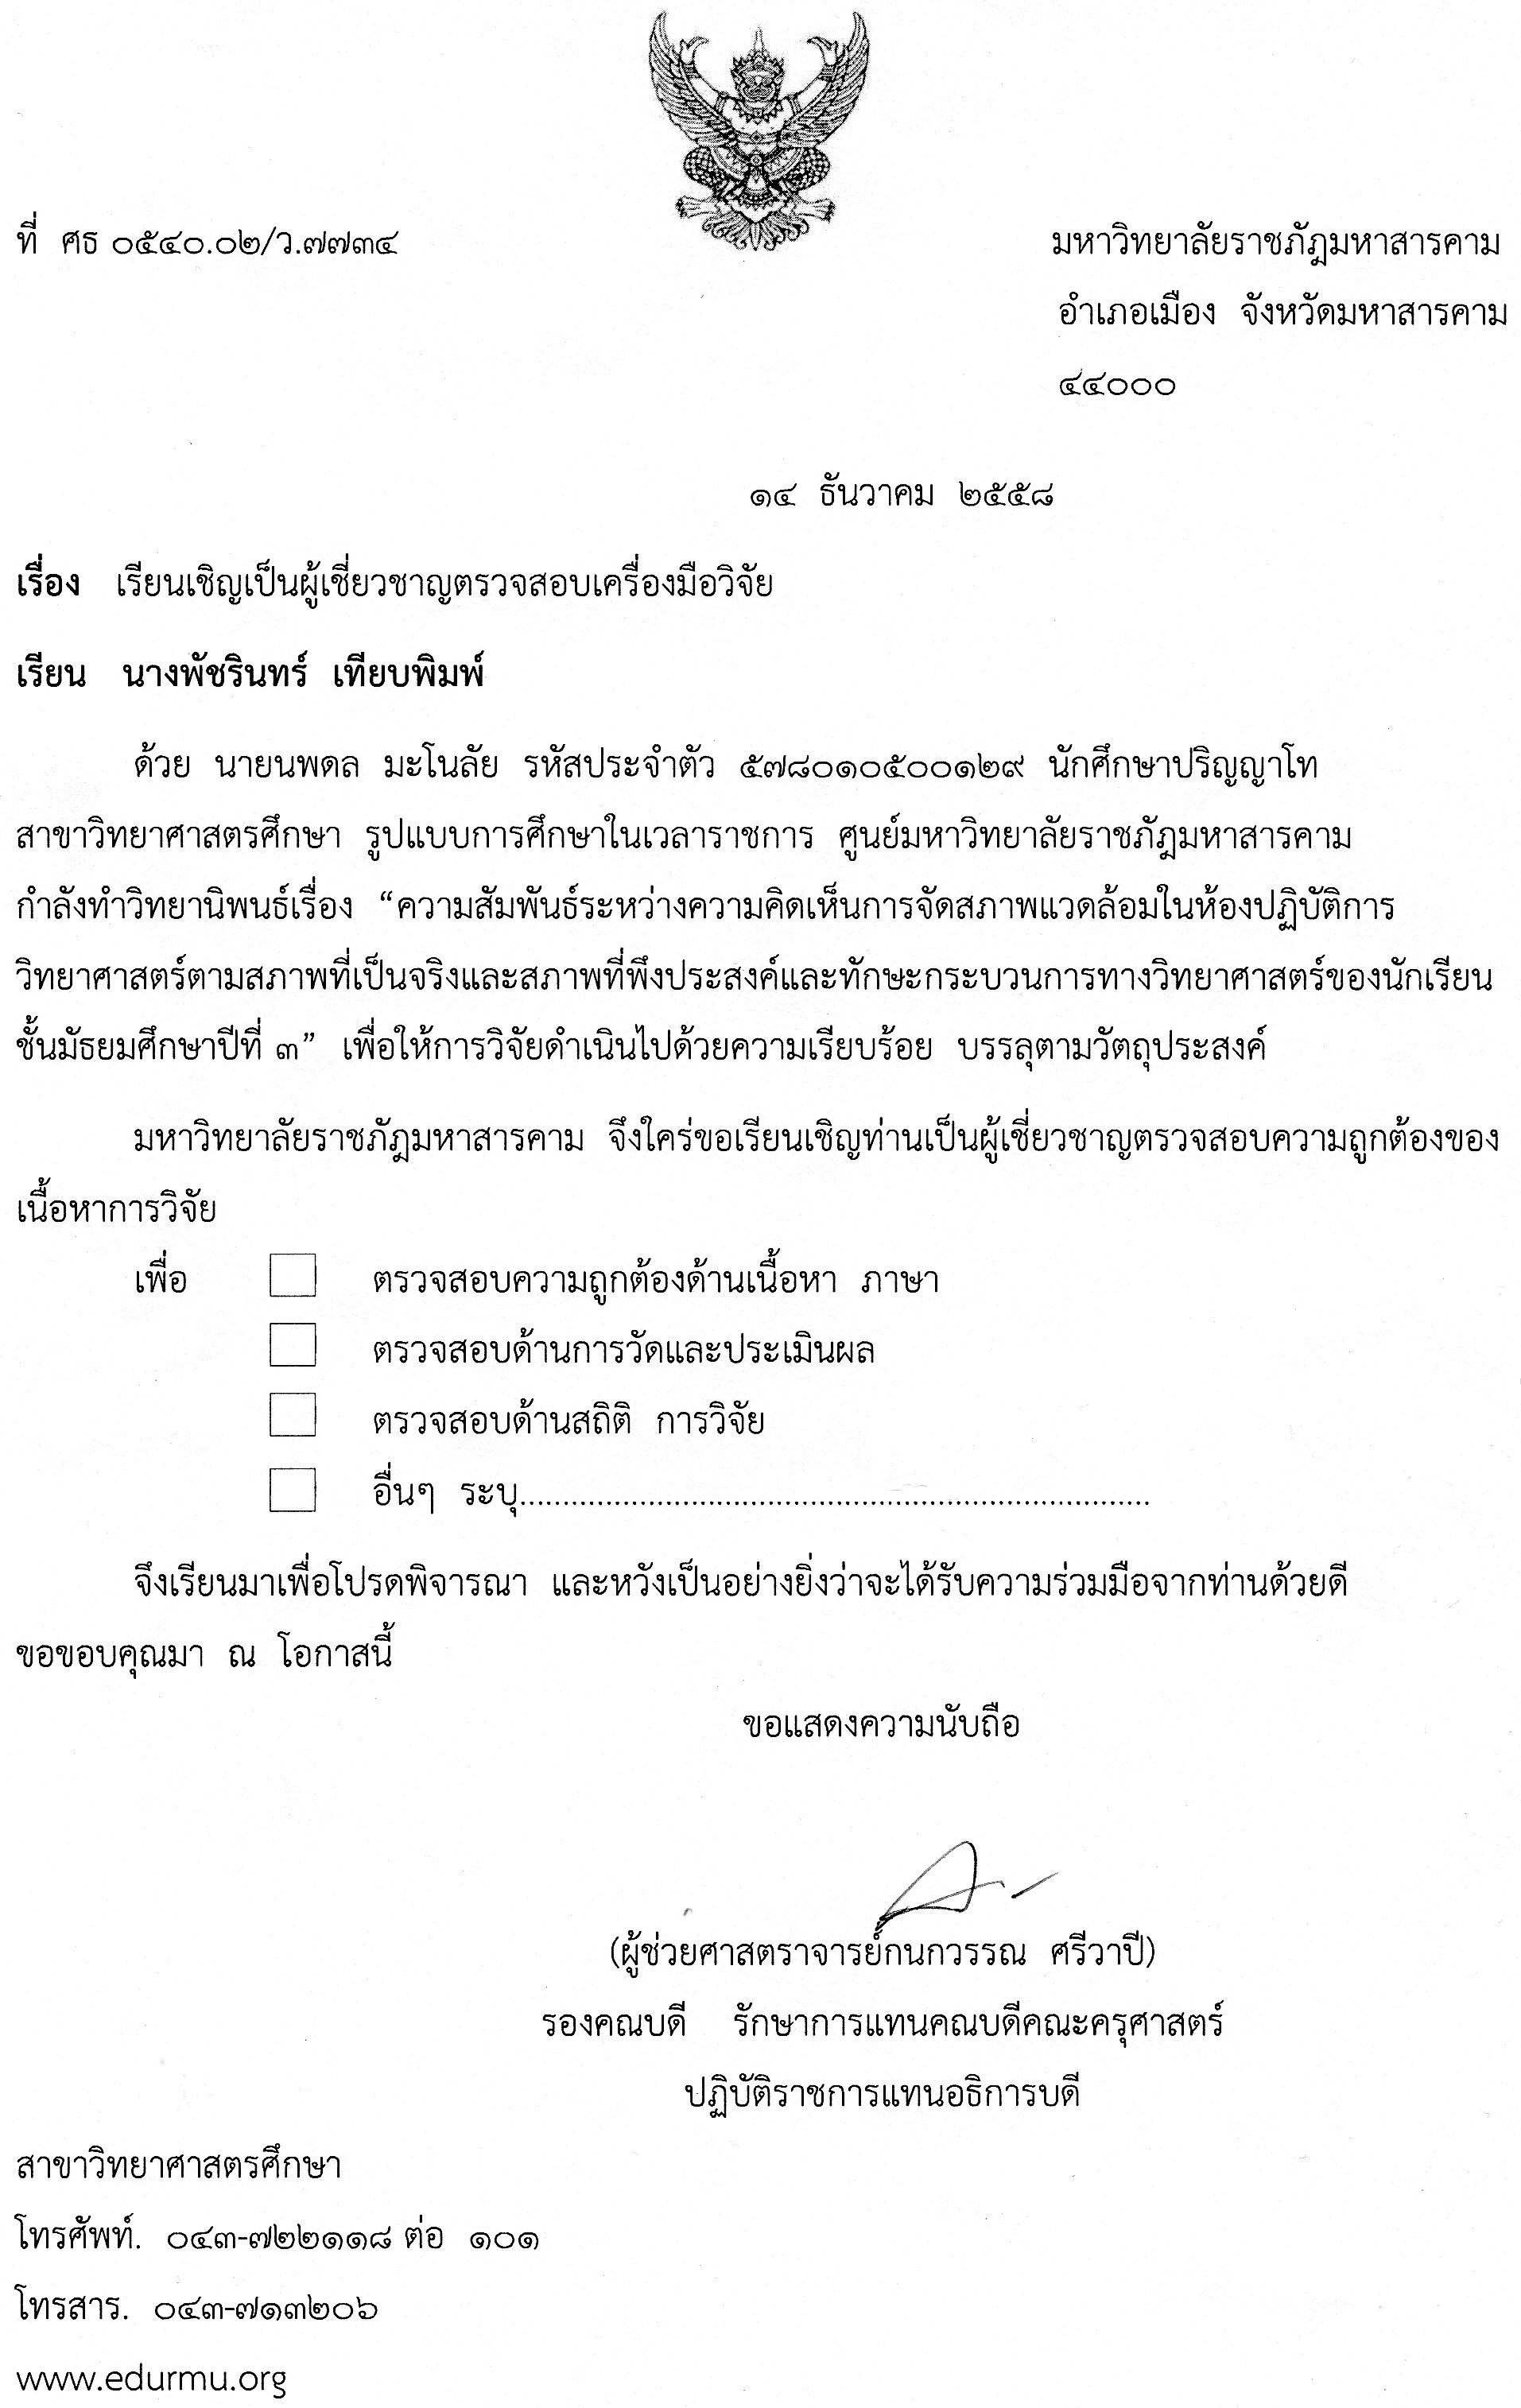 ที่ ศธ ๐๕๔๐.๐๒/ว.๗๗๓๔
มหาวิทยาลัยราชภัฏมหาสารคาม
อำเภอเมือง จังหวัดมหาสารคาม
๔๔๐๐๐
๑๔ ธันวาคม ๒๕๕๘
เรื่อง เรียนเชิญเป็นผู้เชี่ยวชาญตรวจสอบเครื่องมือวิจัย
เรียน นางพัชรินทร์ เทียบพิมพ์
ด้วย นายนพดล มะโนลัย รหัสประจำตัว ๕๗๘๐๑๐๕๐๐๑๒๙ นักศึกษาปริญญาโท
สาขาวิทยาศาสตรศึกษา รูปแบบการศึกษาในเวลาราชการ ศูนย์มหาวิทยาลัยราชภัฏมหาสารคาม
กำลังทำวิทยานิพนธ์เรื่อง “ความสัมพันธ์ระหว่างความคิดเห็นการจัดสภาพแวดล้อมในห้องปฏิบัติการ
วิทยาศาสตร์ตามสภาพที่เป็นจริงและสภาพที่พึงประสงค์และทักษะกระบวนการทางวิทยาศาสตร์ของนักเรียน
ชั้นมัธยมศึกษาปีที่ ๓” เพื่อให้การวิจัยดำเนินไปด้วยความเรียบร้อย บรรลุตามวัตถุประสงค์
มหาวิทยาลัยราชภัฏมหาสารคาม จึงใคร่ขอเรียนเชิญท่านเป็นผู้เชี่ยวชาญตรวจสอบความถูกต้องของ
เนื้อหาการวิจัย
เพื่อ ตรวจสอบความถูกต้องด้านเนื้อหา ภาษา
ตรวจสอบด้านการวัดและประเมินผล
ตรวจสอบด้านสถิติ การวิจัย
อื่นๆ ระบุ..........................................................................
จึงเรียนมาเพื่อโปรดพิจารณา และหวังเป็นอย่างยิ่งว่าจะได้รับความร่วมมือจากท่านด้วยดี
ขอขอบคุณมา ณ โอกาสนี้
ขอแสดงความนับถือ
(ผู้ช่วยศาสตราจารย์กนกวรรณ ศรีวาปี)
รองคณบดี รักษาการแทนคณบดีคณะครุศาสตร์
ปฏิบัติราชการแทนอธิการบดี
สาขาวิทยาศาสตรศึกษา
โทรศัพท์. ๐๔๓-๗๒๒๑๑๘ ต่อ ๑๐๑
โทรสาร. ๐๔๓-๗๑๓๒๐๖
www.edurmu.org